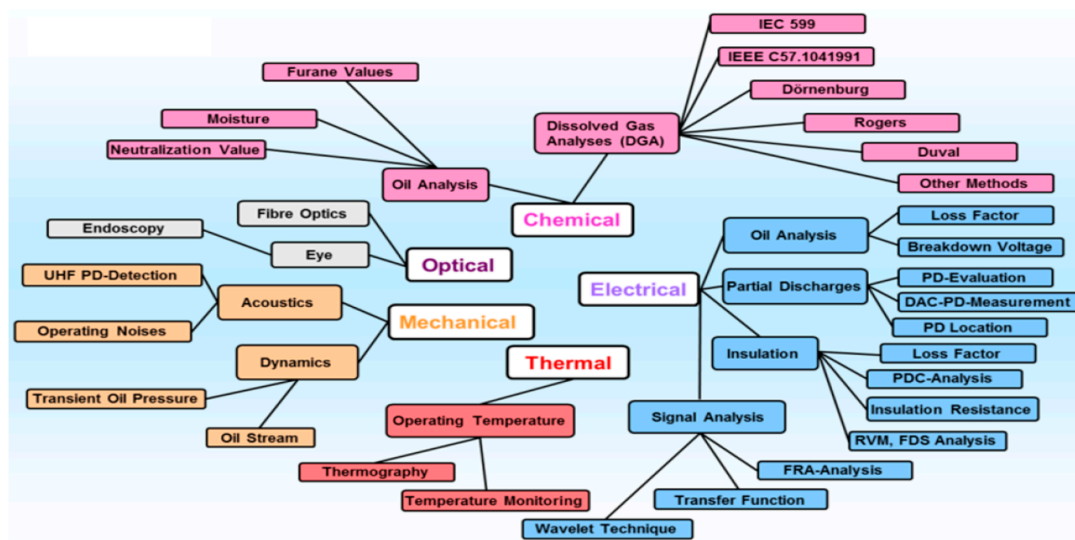 IEC 599
IEEE C57.1041991
Furane Values
Dörnenburg
Moisture
Dissolved Gas
Analyses (DGA)
Rogers
Neutralization Value
Duval
Oil Analysis
Other Methods
Chemical
Fibre Optics
Endoscopy
Eye
Optical
Oil Analysis
Loss Factor
Breakdown Voltage
UHF PD-Detection
Acoustics
Operating Noises
Mechanical
Electrical
Partial Discharges
PD-Evaluation
DAC-PD-Measurement
PD Location
Dynamics
Thermal
Insulation
Loss Factor
PDC-Analysis
Insulation Resistance
RVM, FDS Analysis
Transient Oil Pressure
Oil Stream
Operating Temperature
Signal Analysis
Thermography
Temperature Monitoring
FRA-Analysis
Transfer Function
Wavelet Technique